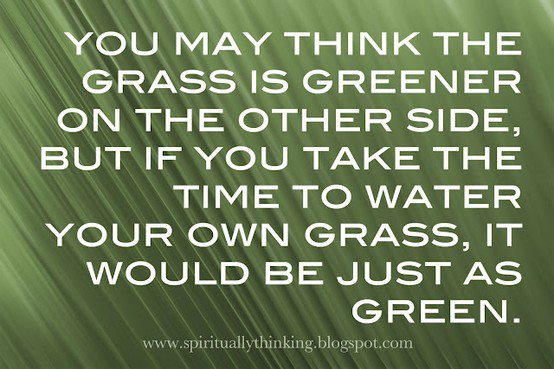 YOU MAY THINK THE
GRASS IS GREENER
ON THE OTHER SIDE,
BUT IF YOU TAKE THE
TIME TO WATER
YOUR OWN GRASS, IT
WOULD BE JUST AS
GREEN.
www.spirituallythinking.blogspot.com